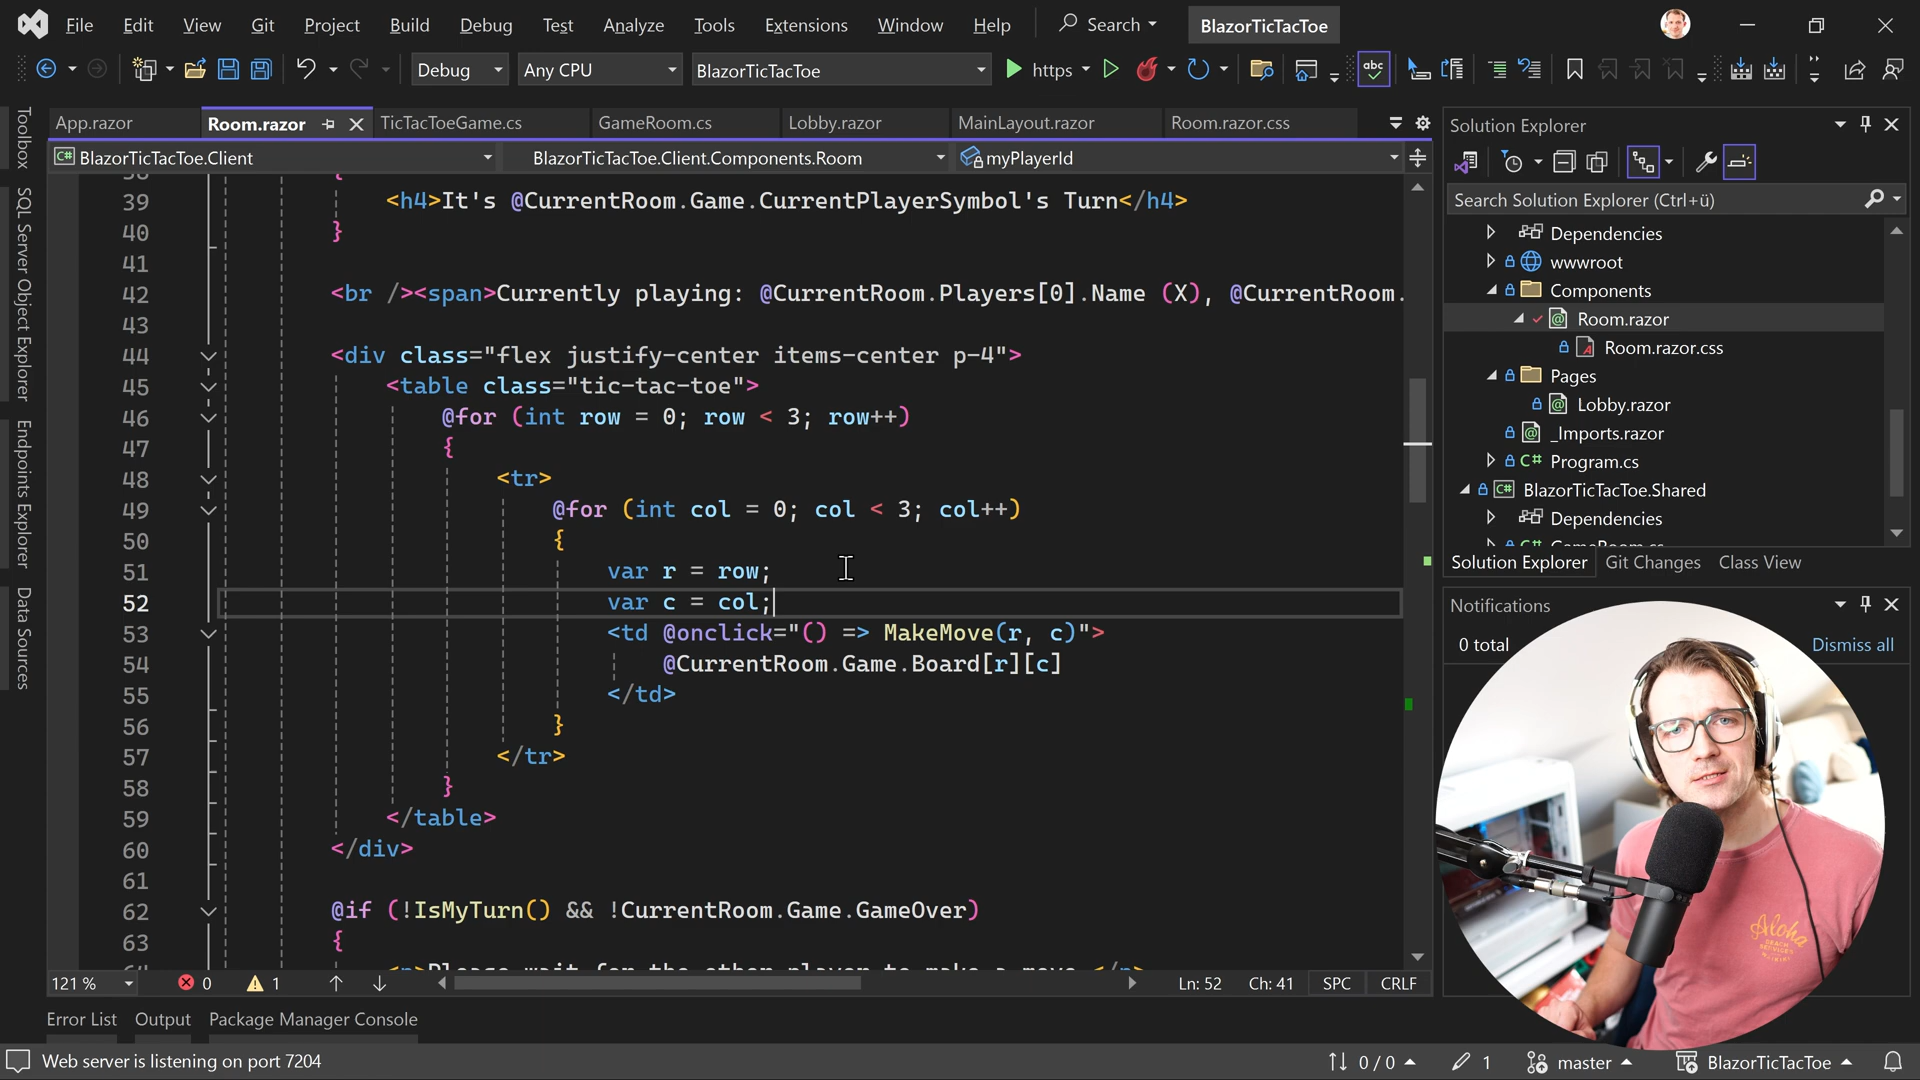 File Edit View Git Project Build Debug Test Analyze Tools Extensions Window Help Search BlazorTicTacToe
Debug Any CPU BlazorTicTacToe https abc
App.razor Room.razor TicTacToeGame.cs GameRoom.cs Lobby.razor MainLayout.razor Room.razor.css
BlazorTicTacToe.Client BlazorTicTacToe.Client.Components.Room myPlayerId
Toolbox
SQL Server Object Explorer
Endpoints Explorer
Data Sources
39 <h4>It's @CurrentRoom.Game.CurrentPlayerSymbol's Turn</h4>
40 }
41
42 <br /><span>Currently playing: @CurrentRoom.Players[0].Name (X), @CurrentRoom.
43
44 <div class="flex justify-center items-center p-4">
45 <table class="tic-tac-toe">
46 @for (int row = 0; row < 3; row++)
47 {
48 <tr>
49 @for (int col = 0; col < 3; col++)
50 {
51 var r = row;
52 var c = col;
53 <td @onclick="() => MakeMove(r, c)">
54 @CurrentRoom.Game.Board[r][c]
55 </td>
56 }
57 </tr>
58 }
59 </table>
60 </div>
61
62 @if (!IsMyTurn() && !CurrentRoom.Game.GameOver)
63 {
Solution Explorer
Search Solution Explorer (Ctrl+ü)
Dependencies
wwwroot
Components
Room.razor
Room.razor.css
Pages
Lobby.razor
_Imports.razor
C# Program.cs
C# BlazorTicTacToe.Shared
Dependencies
Solution Explorer Git Changes Class View
Notifications
0 total Dismiss all
Aloha
121 % 0 1 Ln: 52 Ch: 41 SPC CRLF
Error List Output Package Manager Console
Web server is listening on port 7204 0 / 0 1 master BlazorTicTacToe